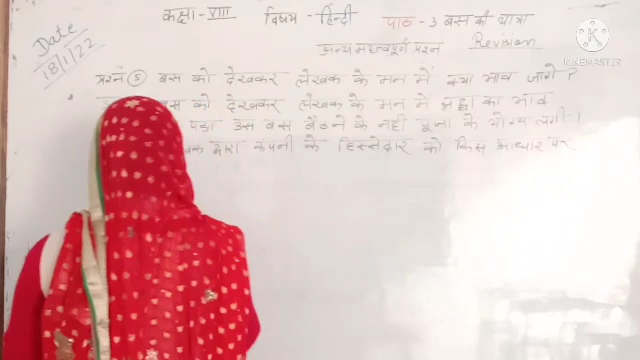 Date
18/1/22
कक्षा - VIII विषय - हिन्दी पाठ - 3 बस की यात्रा
अन्य महत्वपूर्ण प्रश्न Revision
प्रश्न 5 बस को देखकर लेखक के मन में क्या भाव जागे ?
बस को देखकर लेखक के मन में श्रद्धा का भाव
पड़ा उस बस बैठने के नहीं पूजा के योग्य लगी ।
द्वारा कंपनी के हिस्सेदार को किस आधार पर
KINEMASTER